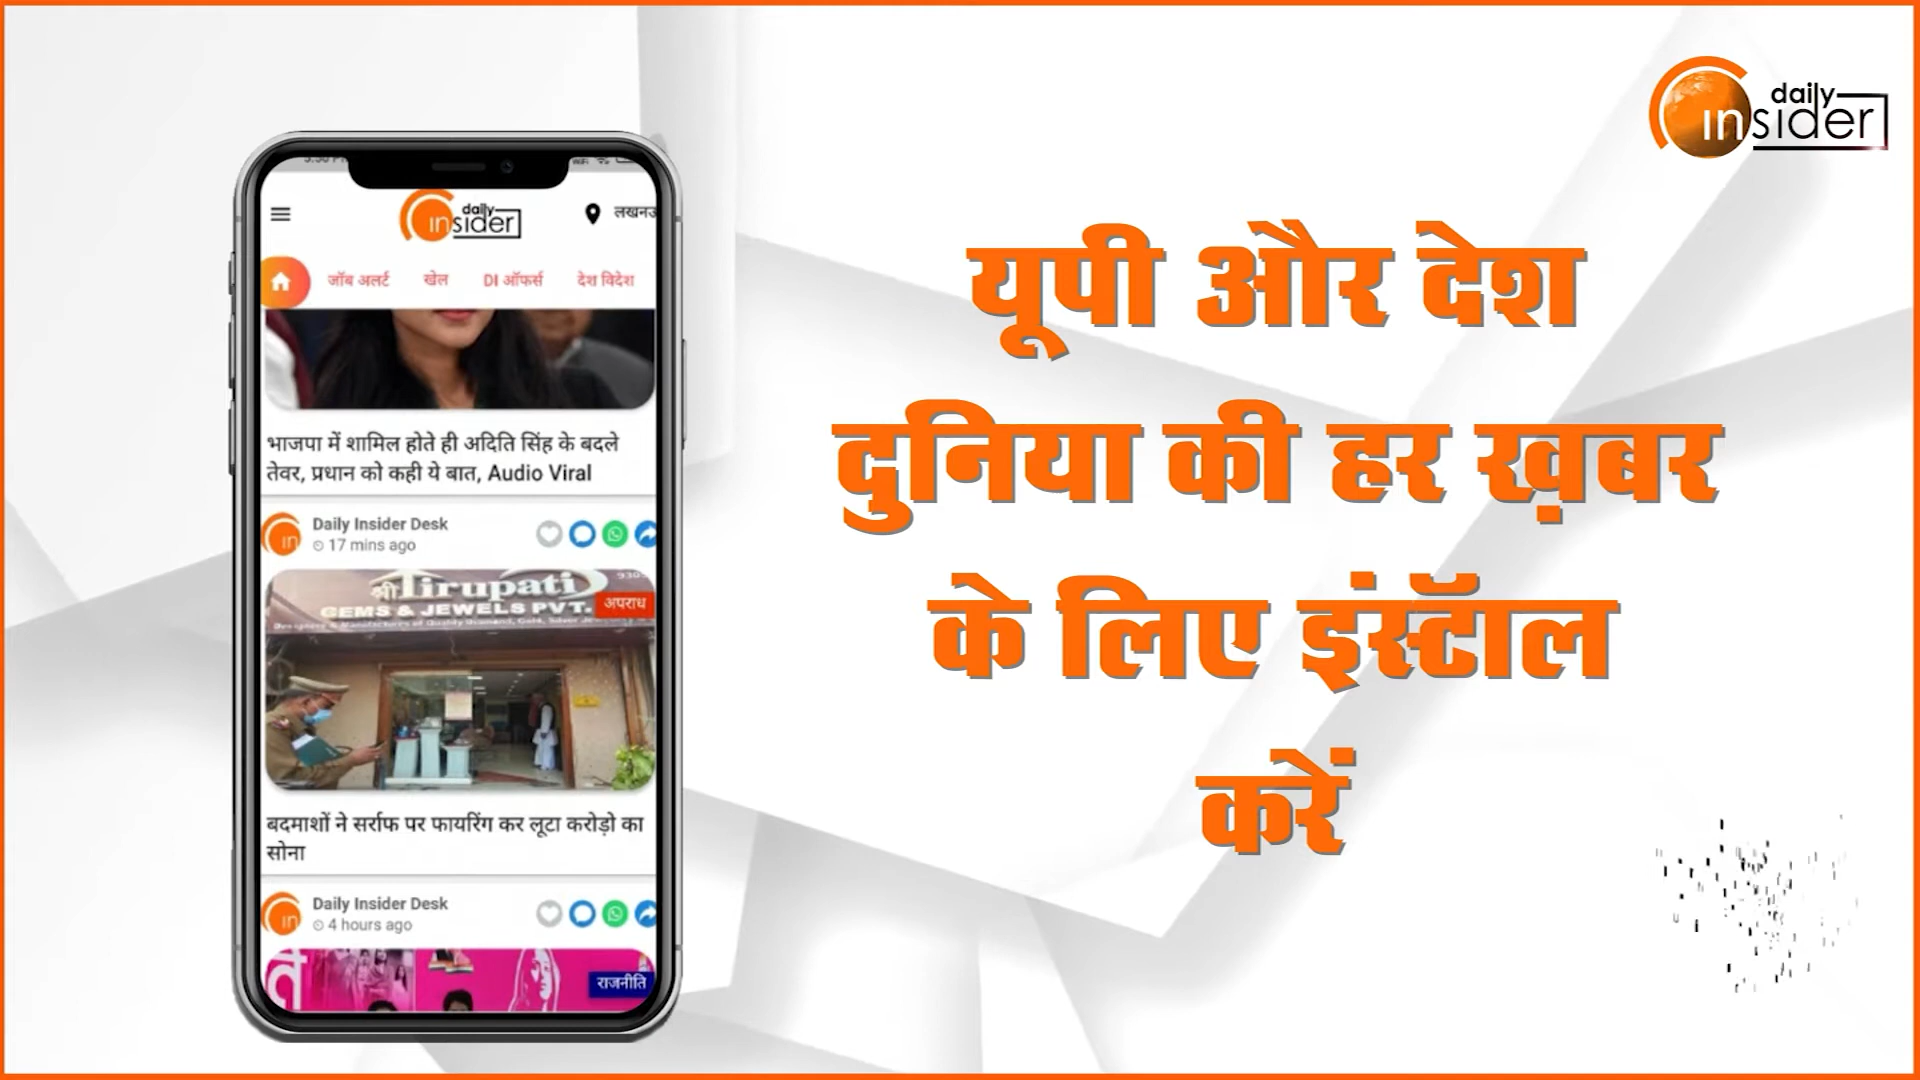 daily
insider
यूपी और देश
दुनिया की हर ख़बर
के लिए इंस्टॉल
करें
daily
insider
जॉब अलर्ट खेल DI ऑफर्स देश विदेश
भाजपा में शामिल होते ही अदिति सिंह के बदले
तेवर, प्रधान को कही ये बात, Audio Viral
Daily Insider Desk
17 mins ago
श्री Tirupati
GEMS & JEWELS PVT.
अपराध
बदमाशों ने सर्राफ पर फायरिंग कर लूटा करोड़ो का
सोना
Daily Insider Desk
4 hours ago
राजनीति